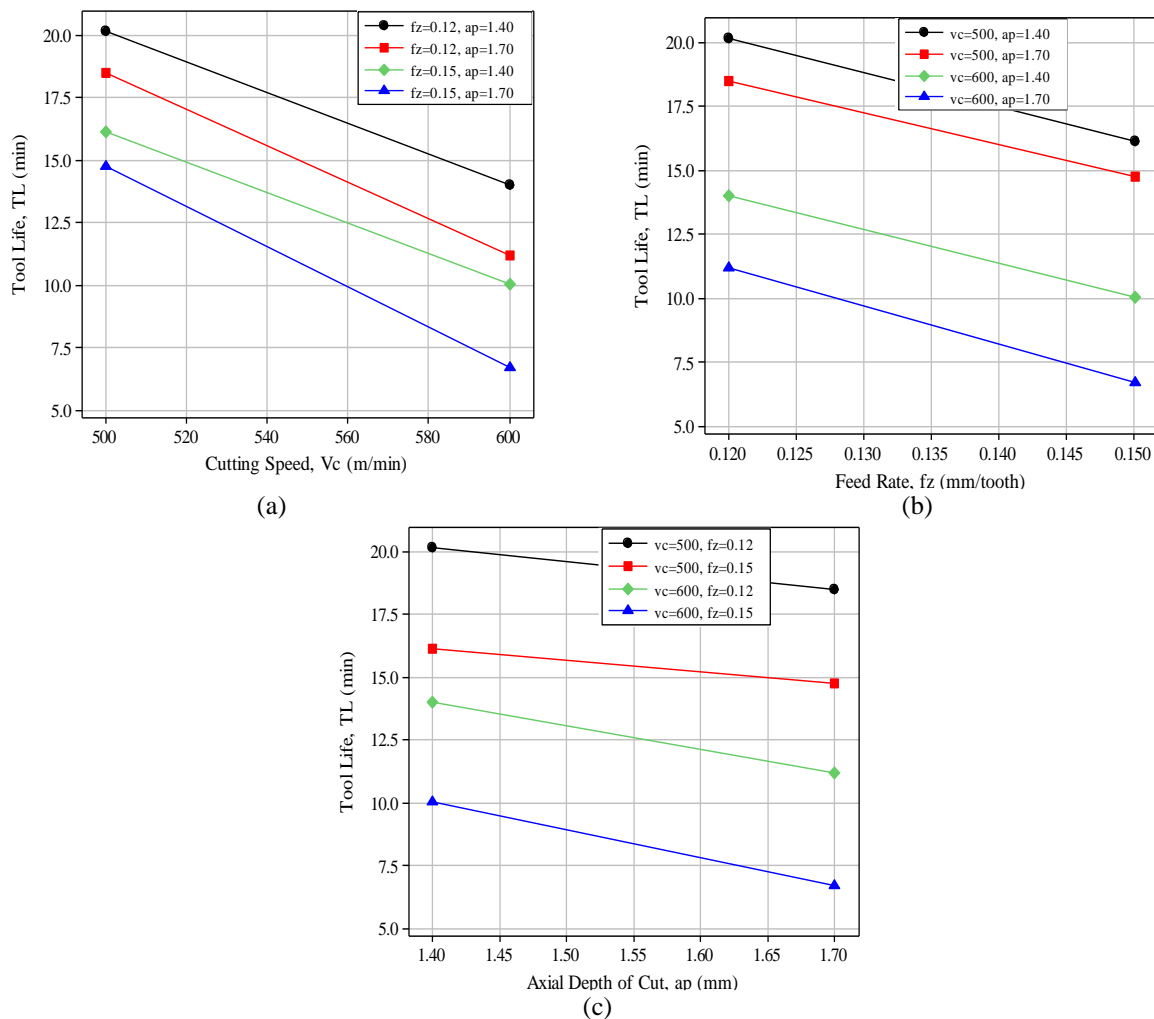 fz=0.12, ap=1.40
fz=0.12, ap=1.70
fz=0.15, ap=1.40
fz=0.15, ap=1.70
20.0
17.5
15.0
12.5
10.0
7.5
5.0
Tool Life, TL (min)
500 520 540 560 580 600
Cutting Speed, Vc (m/min)
(a)
vc=500, ap=1.40
vc=500, ap=1.70
vc=600, ap=1.40
vc=600, ap=1.70
20.0
17.5
15.0
12.5
10.0
7.5
5.0
Tool Life, TL (min)
0.120 0.125 0.130 0.135 0.140 0.145 0.150
Feed Rate, fz (mm/tooth)
(b)
vc=500, fz=0.12
vc=500, fz=0.15
vc=600, fz=0.12
vc=600, fz=0.15
20.0
17.5
15.0
12.5
10.0
7.5
5.0
Tool Life, TL (min)
1.40 1.45 1.50 1.55 1.60 1.65 1.70
Axial Depth of Cut, ap (mm)
(c)